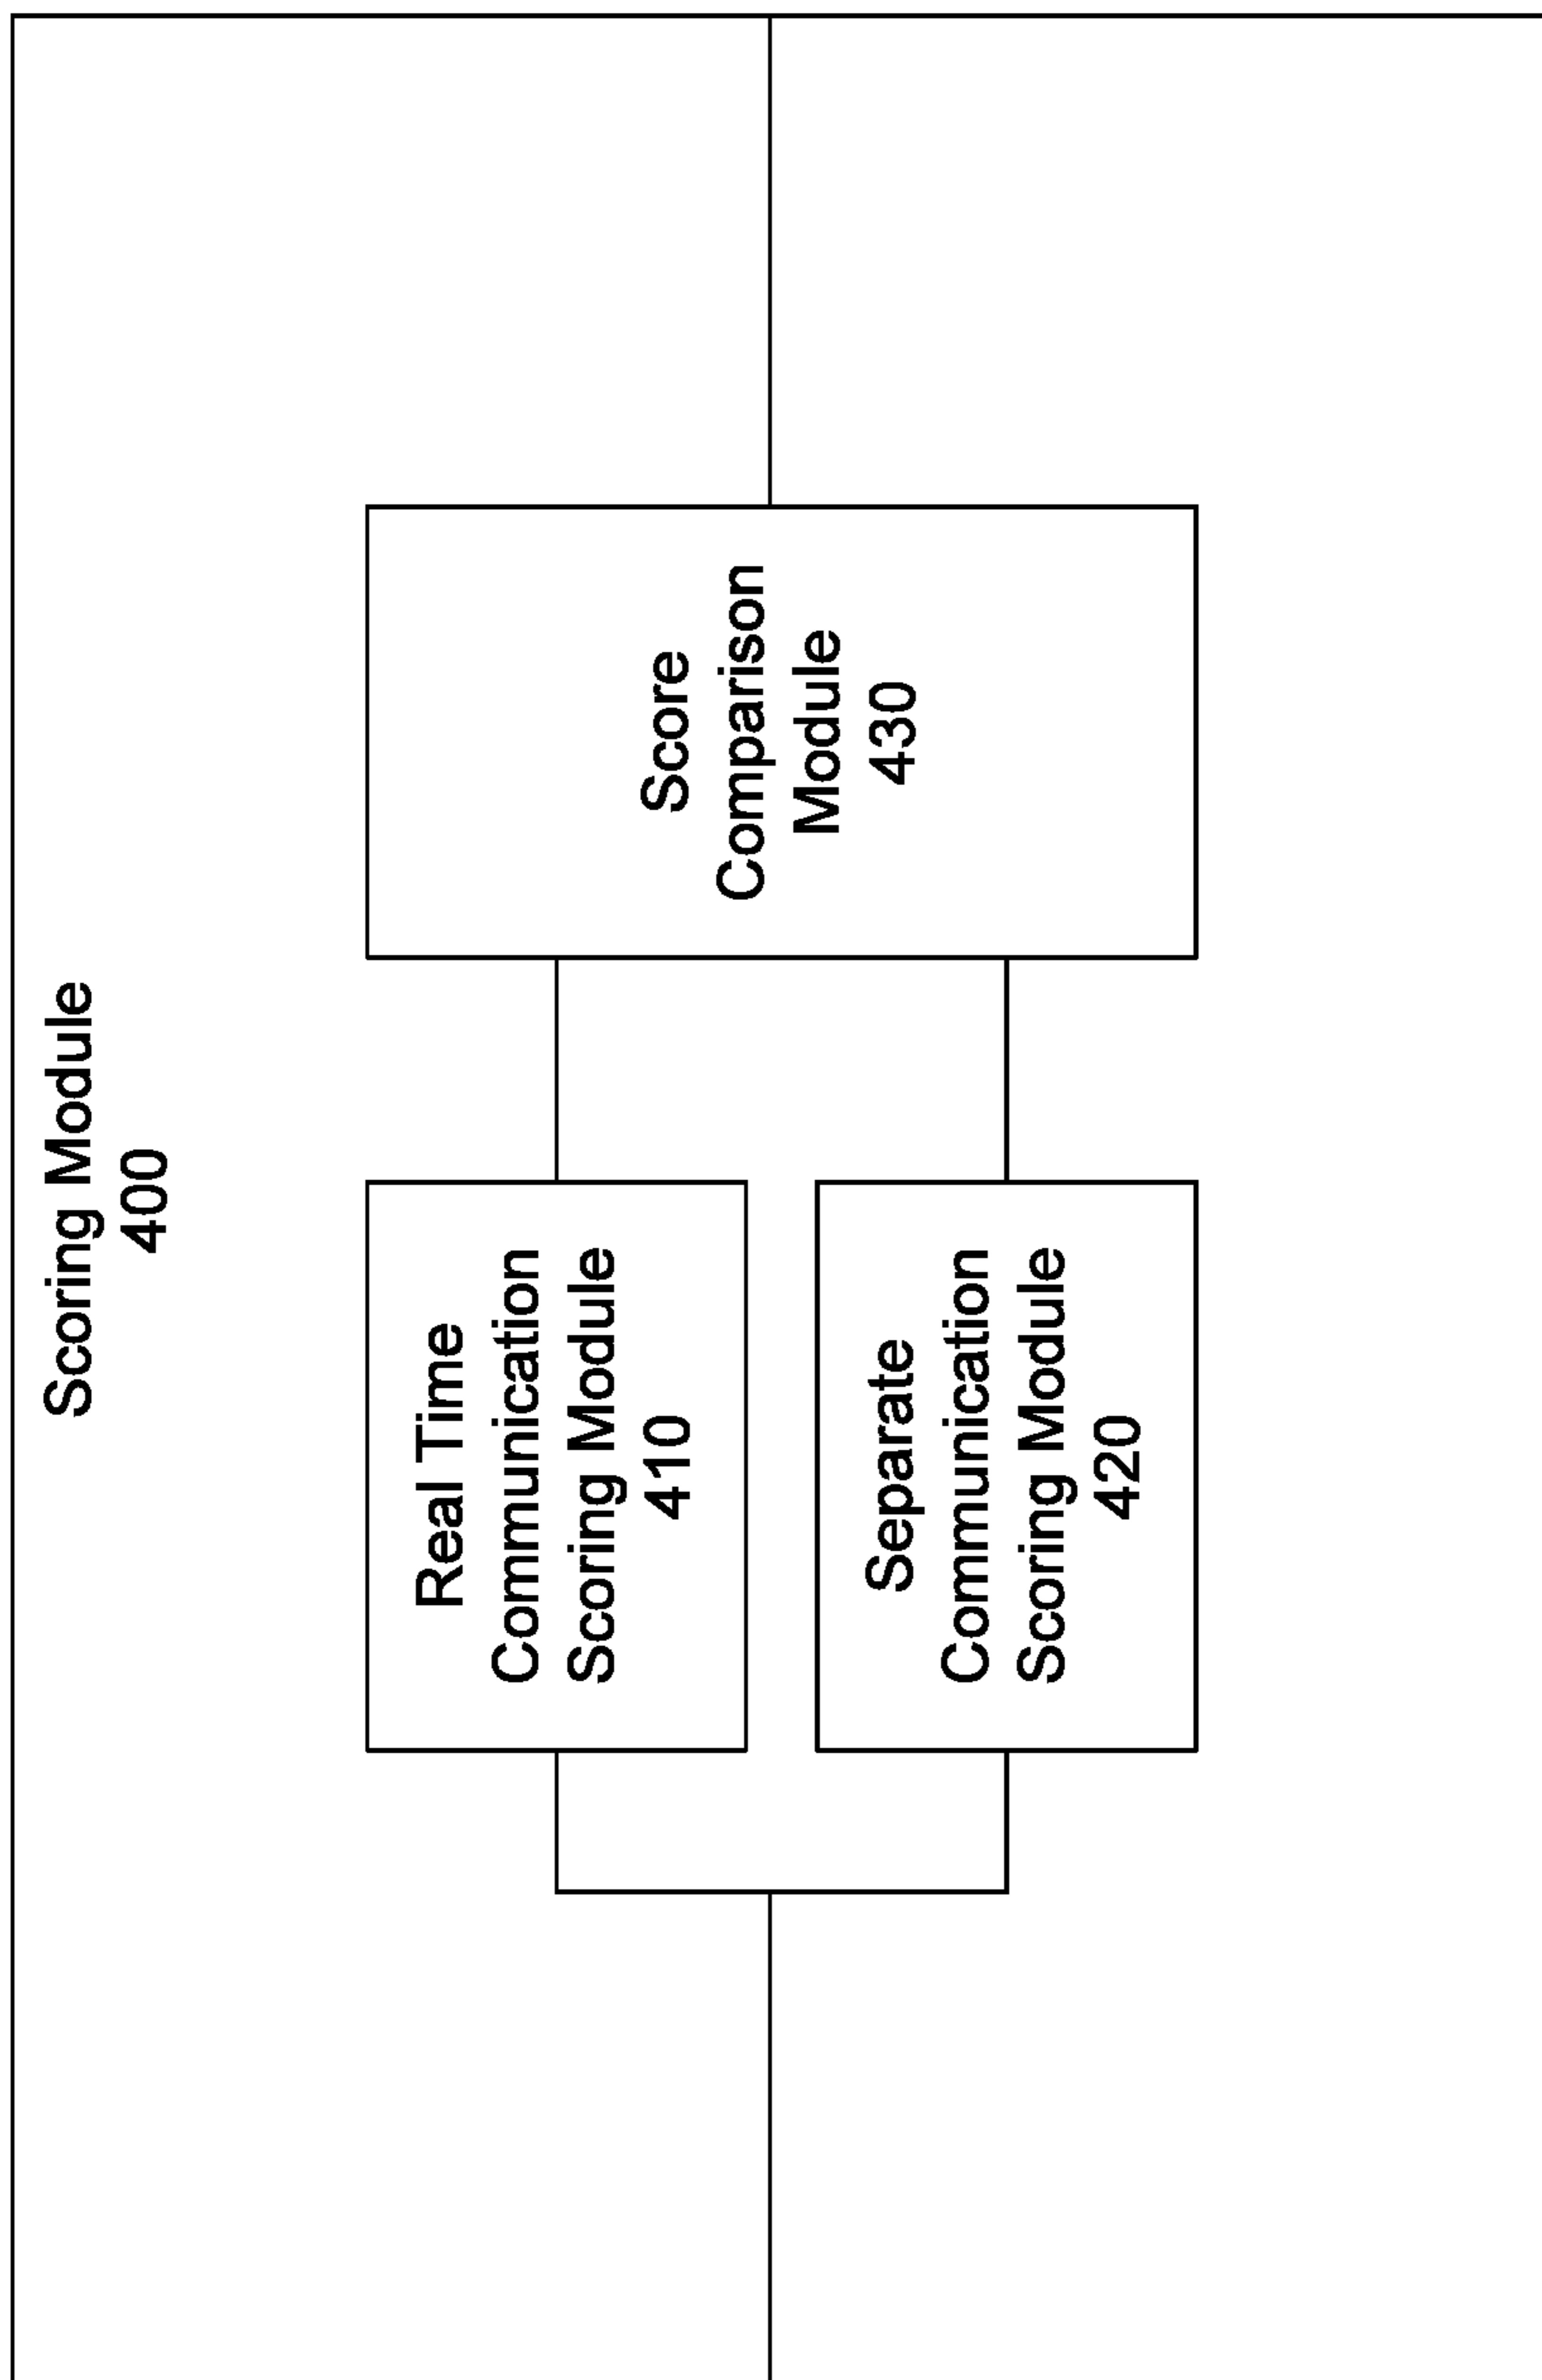 Scoring Module
400
Real Time
Communication
Scoring Module
410
Separate
Communication
Scoring Module
420
Score
Comparison
Module
430